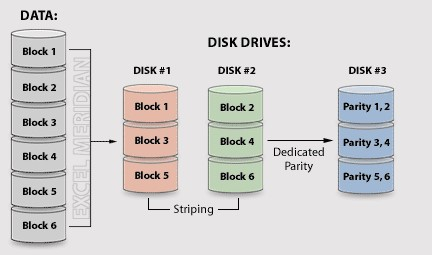 DATA:
Block 1
Block 2
Block 3
Block 4
Block 5
Block 6
EXCEL MERIDIAN
DISK DRIVES:
DISK #1
Block 1
Block 3
Block 5
DISK #2
Block 2
Block 4
Block 6
Striping
Dedicated
Parity
DISK #3
Parity 1, 2
Parity 3, 4
Parity 5, 6